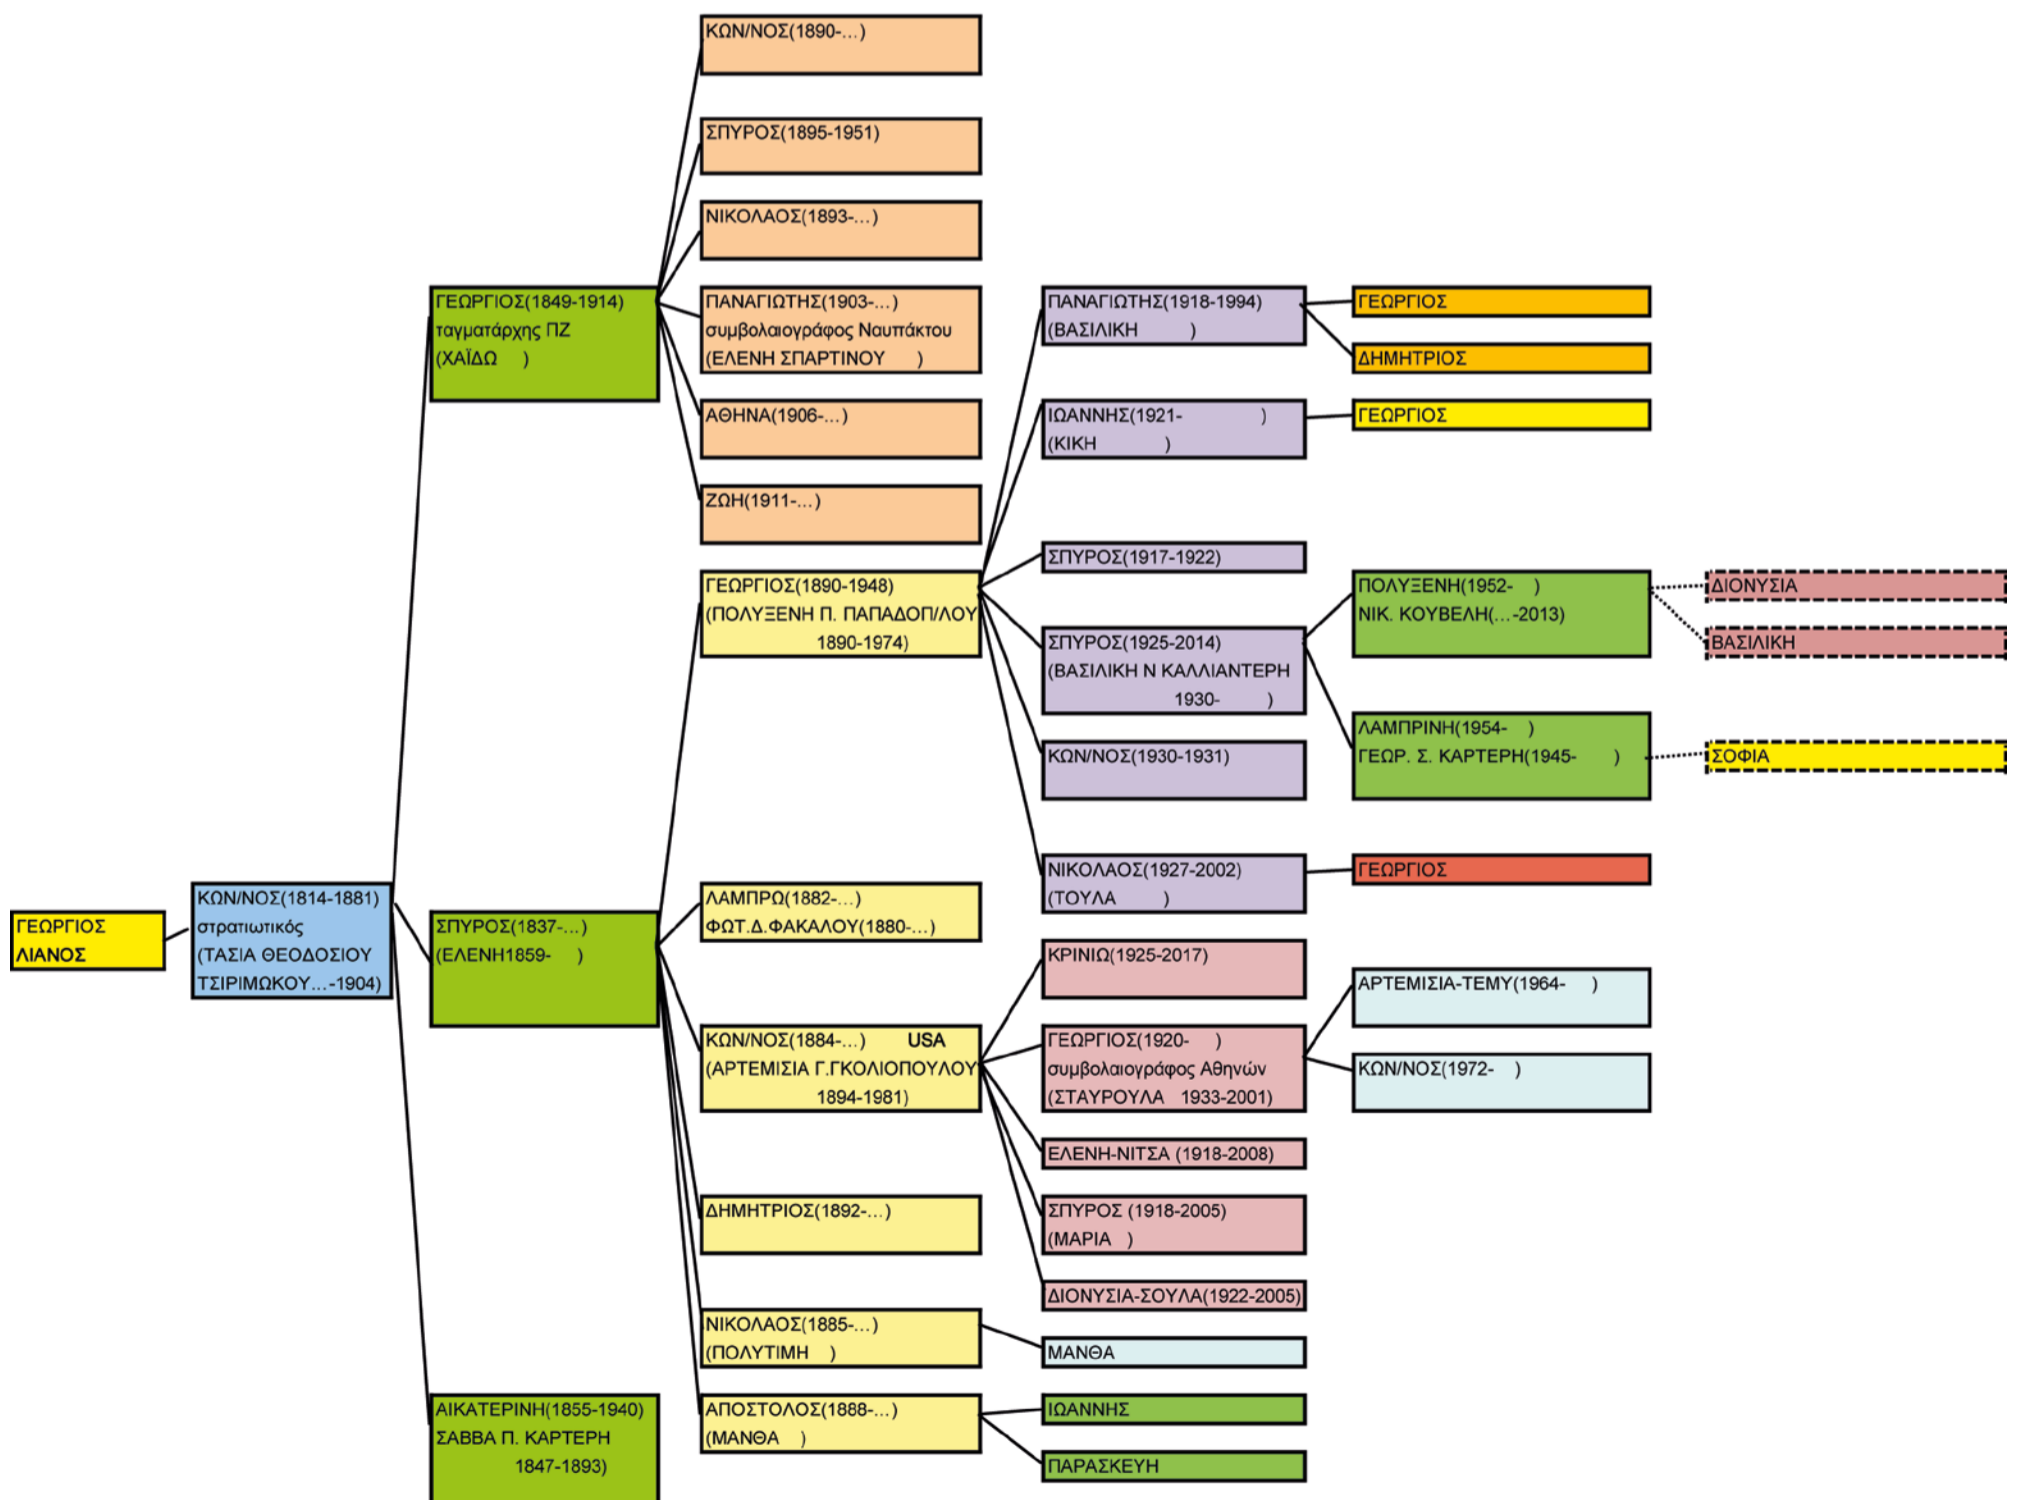 ΓΕΩΡΓΙΟΣ
ΛΙΑΝΟΣ
ΚΩΝ/ΝΟΣ(1814-1881)
στρατιωτικός
(ΤΑΣΙΑ ΘΕΟΔΟΣΙΟΥ
ΤΣΙΡΙΜΩΚΟΥ...-1904)
ΓΕΩΡΓΙΟΣ(1849-1914)
ταγματάρχης ΠΖ
(ΧΑΪΔΩ )
ΣΠΥΡΟΣ(1837-...)
(ΕΛΕΝΗ1859- )
ΑΙΚΑΤΕΡΙΝΗ(1855-1940)
ΣΑΒΒΑ Π. ΚΑΡΤΕΡΗ
1847-1893)
ΚΩΝ/ΝΟΣ(1890-...)
ΣΠΥΡΟΣ(1895-1951)
ΝΙΚΟΛΑΟΣ(1893-...)
ΠΑΝΑΓΙΩΤΗΣ(1903-...)
συμβολαιογράφος Ναυπάκτου
(ΕΛΕΝΗ ΣΠΑΡΤΙΝΟΥ )
ΑΘΗΝΑ(1906-...)
ΖΩΗ(1911-...)
ΓΕΩΡΓΙΟΣ(1890-1948)
(ΠΟΛΥΞΕΝΗ Π. ΠΑΠΑΔΟΠ/ΛΟΥ
1890-1974)
ΛΑΜΠΡΩ(1882-...)
ΦΩΤ.Δ.ΦΑΚΑΛΟΥ(1880-...)
ΚΩΝ/ΝΟΣ(1884-...) USA
(ΑΡΤΕΜΙΣΙΑ Γ.ΓΚΟΛΙΟΠΟΥΛΟΥ
1894-1981)
ΔΗΜΗΤΡΙΟΣ(1892-...)
ΝΙΚΟΛΑΟΣ(1885-...)
(ΠΟΛΥΤΙΜΗ )
ΑΠΟΣΤΟΛΟΣ(1888-...)
(ΜΑΝΘΑ )
ΠΑΝΑΓΙΩΤΗΣ(1918-1994)
(ΒΑΣΙΛΙΚΗ )
ΙΩΑΝΝΗΣ(1921- )
(ΚΙΚΗ )
ΣΠΥΡΟΣ(1917-1922)
ΣΠΥΡΟΣ(1925-2014)
(ΒΑΣΙΛΙΚΗ Ν ΚΑΛΛΙΑΝΤΕΡΗ
1930- )
ΚΩΝ/ΝΟΣ(1930-1931)
ΝΙΚΟΛΑΟΣ(1927-2002)
(ΤΟΥΛΑ )
ΚΡΙΝΙΩ(1925-2017)
ΓΕΩΡΓΙΟΣ(1920- )
συμβολαιογράφος Αθηνών
(ΣΤΑΥΡΟΥΛΑ 1933-2001)
ΕΛΕΝΗ-ΝΙΤΣΑ (1918-2008)
ΣΠΥΡΟΣ (1918-2005)
(ΜΑΡΙΑ )
ΔΙΟΝΥΣΙΑ-ΣΟΥΛΑ(1922-2005)
ΜΑΝΘΑ
ΙΩΑΝΝΗΣ
ΠΑΡΑΣΚΕΥΗ
ΓΕΩΡΓΙΟΣ
ΔΗΜΗΤΡΙΟΣ
ΓΕΩΡΓΙΟΣ
ΠΟΛΥΞΕΝΗ(1952- )
ΝΙΚ. ΚΟΥΒΕΛΗ(...-2013)
ΛΑΜΠΡΙΝΗ(1954- )
ΓΕΩΡ. Σ. ΚΑΡΤΕΡΗ(1945- )
ΓΕΩΡΓΙΟΣ
ΑΡΤΕΜΙΣΙΑ-ΤΕΜΥ(1964- )
ΚΩΝ/ΝΟΣ(1972- )
ΔΙΟΝΥΣΙΑ
ΒΑΣΙΛΙΚΗ
ΣΟΦΙΑ